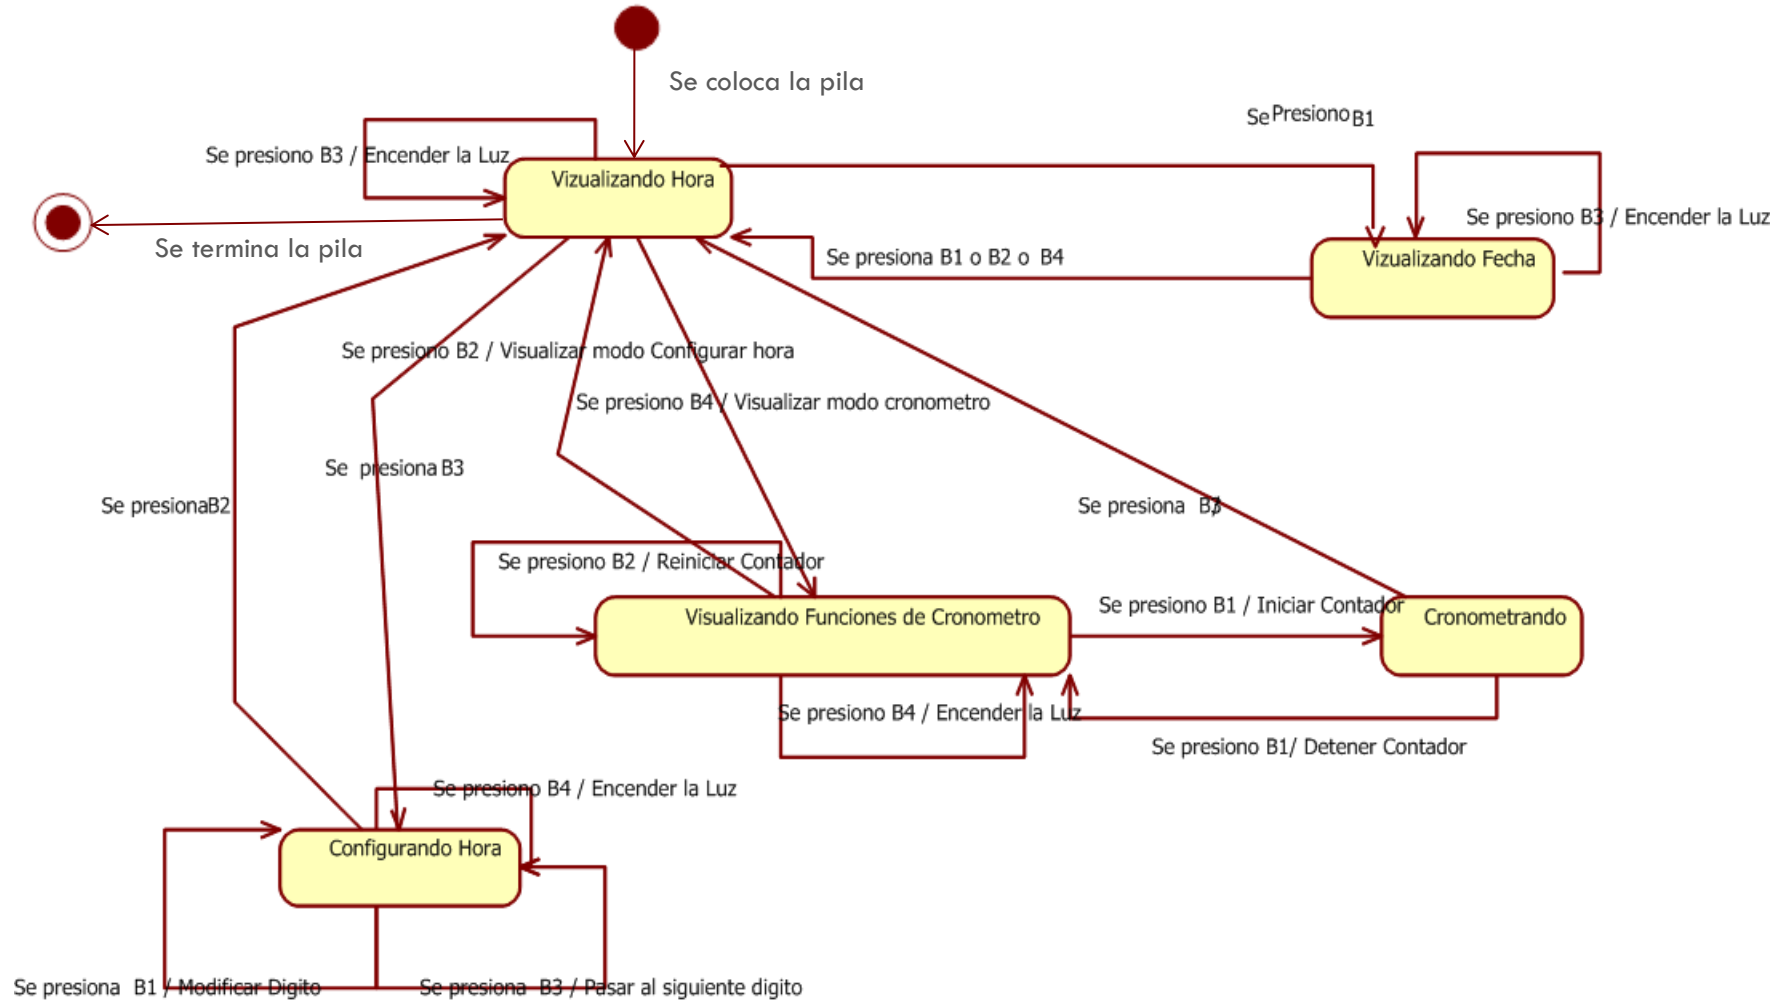 Se coloca la pila
Se Presiono B1
Se presiono B3 / Encender la Luz
Vizualizando Hora
Se presiono B3 / Encender la Luz
Se termina la pila
Se presiona B1 o B2 o B4
Vizualizando Fecha
Se presiono B2 / Visualizar modo Configurar hora
Se presiono B4 / Visualizar modo cronometro
Se presiona B3
Se presionaB2
Se presiona
Se presiono B2 / Reiniciar Contador
Se presiono B1 / Iniciar Contador
Visualizando Funciones de Cronometro
Cronometrando
Se presiono B4 / Encender la Luz
Se presiono B1/ Detener Contador
Se presiono B4 / Encender la Luz
Configurando Hora
Se presiona B1 / Modificar Digito
Se presiona B3 / Pasar al siguiente digito